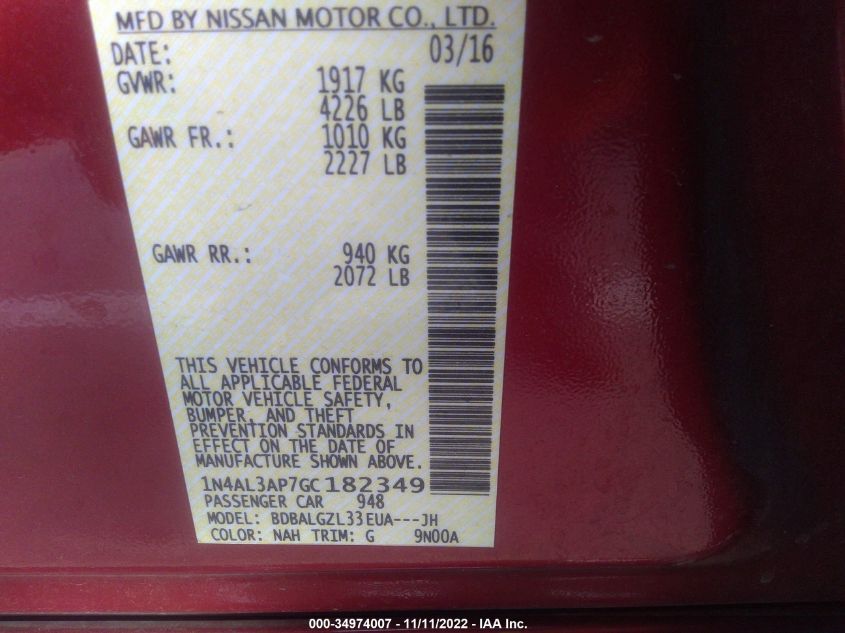 MFD BY NISSAN MOTOR CO., LTD.
DATE: 03/16
GVWR: 1917 KG
4226 LB
GAWR FR.: 1010 KG
2227 LB
GAWR RR.: 940 KG
2072 LB
THIS VEHICLE CONFORMS TO
ALL APPLICABLE FEDERAL
MOTOR VEHICLE SAFETY,
BUMPER, AND THEFT
PREVENTION STANDARDS IN
EFFECT ON THE DATE OF
MANUFACTURE SHOWN ABOVE.
1N4AL3AP7GC182349
PASSENGER CAR 948
MODEL: BDBALGZL33EUA---JH
COLOR: NAH TRIM: G 9N00A
000-34974007 - 11/11/2022 - IAA Inc.